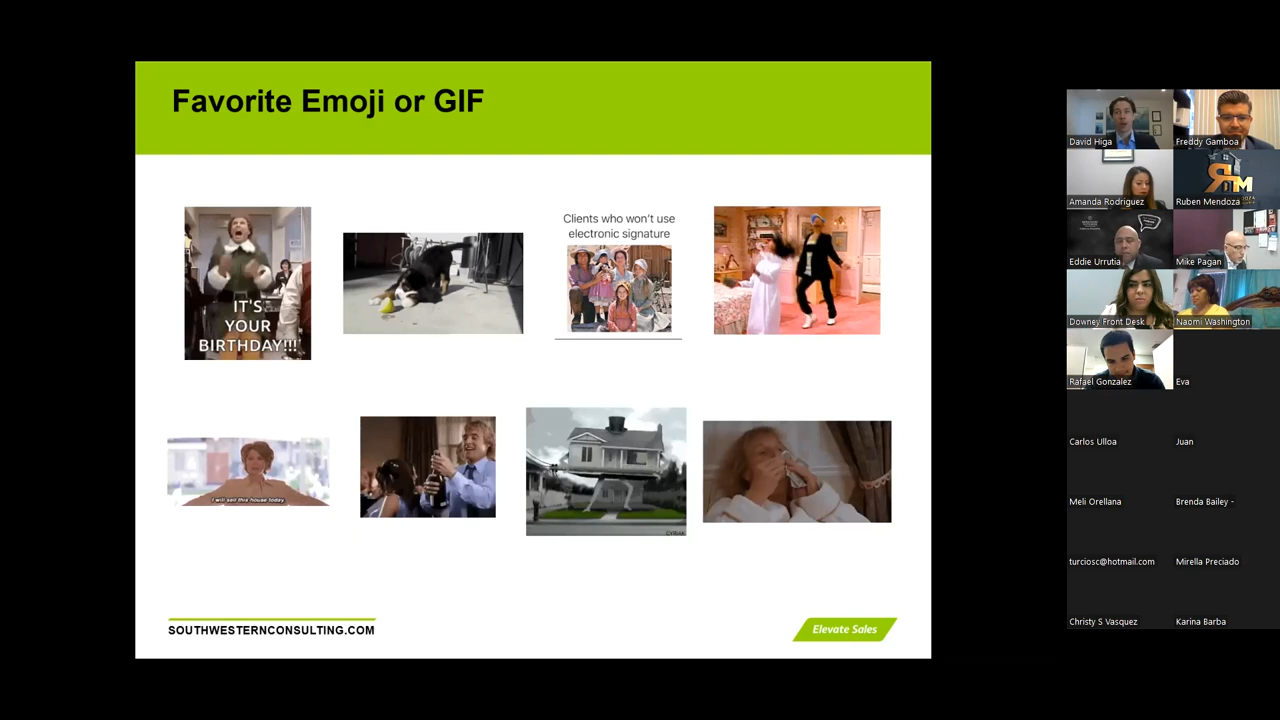 Favorite Emoji or GIF
IT'S
YOUR
BIRTHDAY!!!
Clients who won't use
electronic signature
I will sell this house today.
CYRIAK
SOUTHWESTERNCONSULTING.COM
Elevate Sales
David Higa
Freddy Gamboa
Amanda Rodriguez
Ruben Mendoza
Eddie Urrutia
Mike Pagan
Downey Front Desk
Naomi Washington
Rafael Gonzalez
Eva
Carlos Ulloa
Juan
Meli Orellana
Brenda Bailey -
turciosc@hotmail.com
Mirella Preciado
Christy S Vasquez
Karina Barba